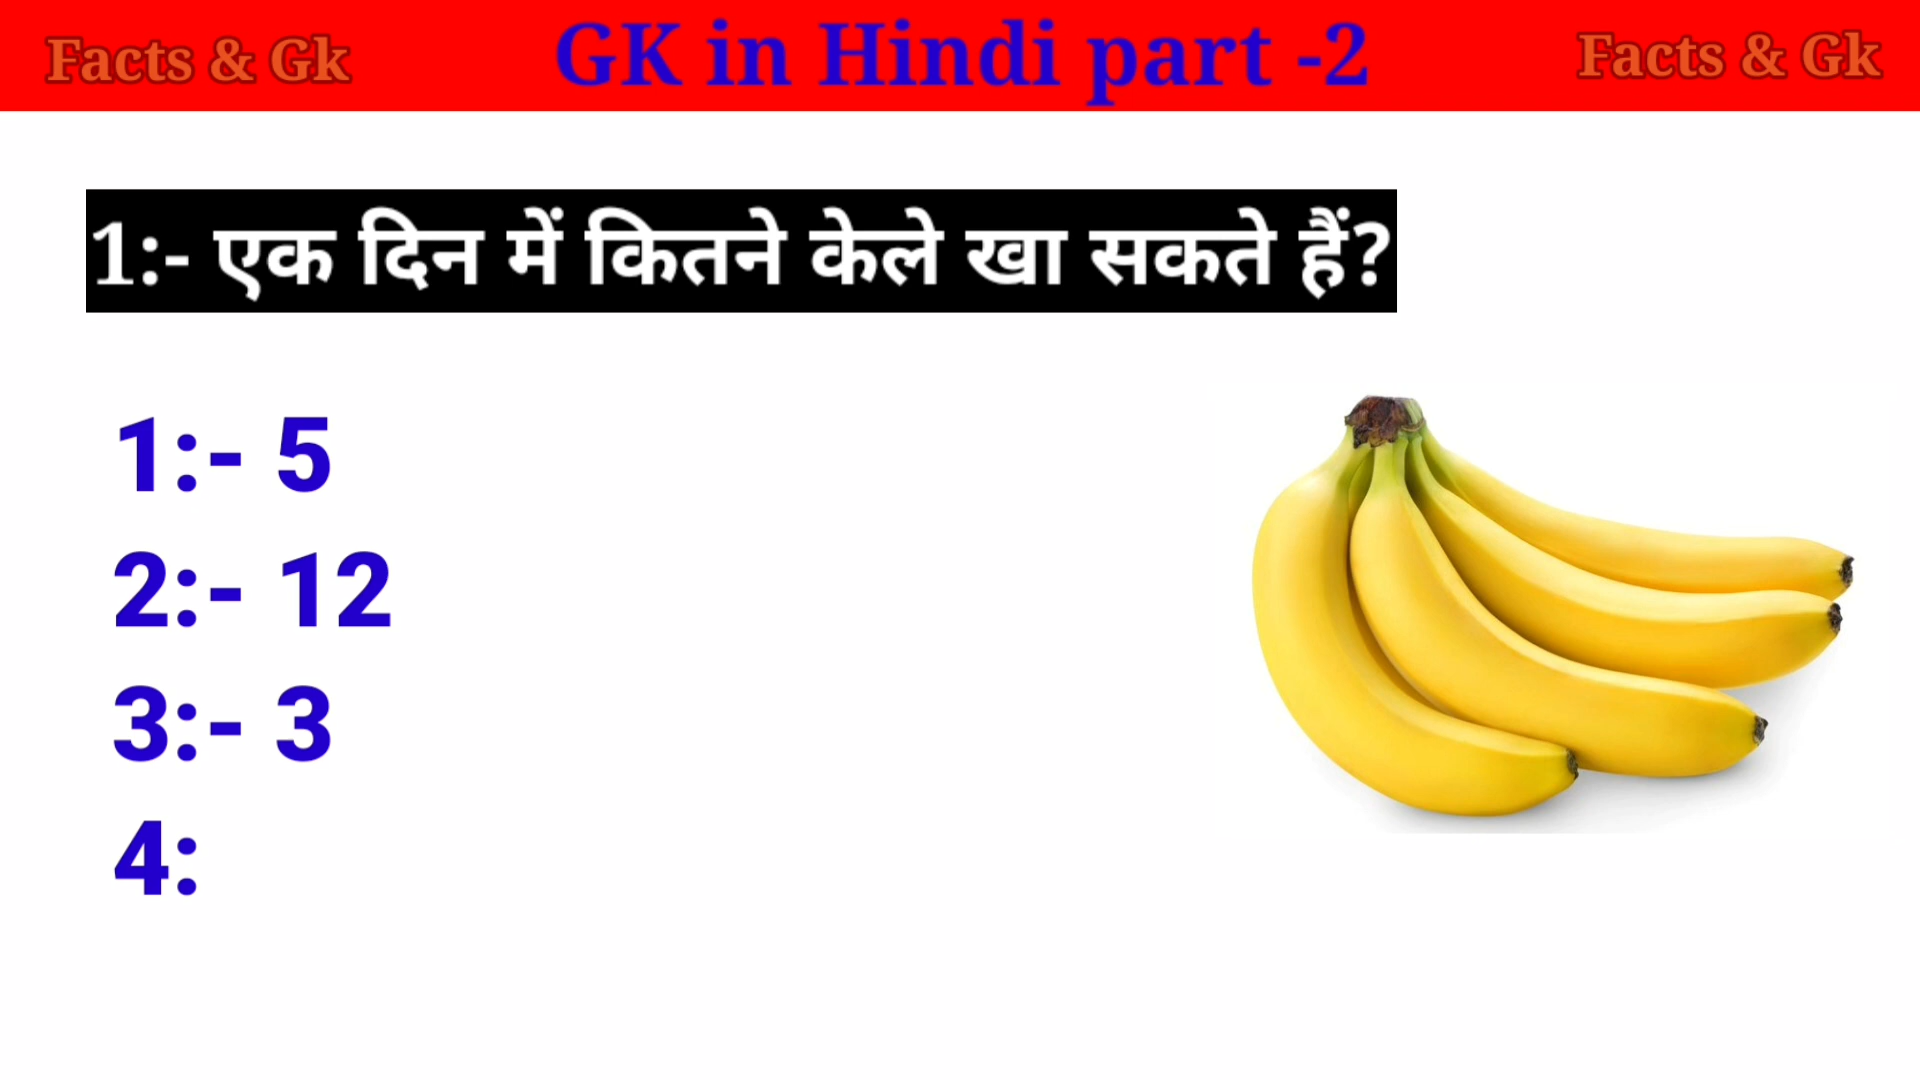 Facts & Gk GK in Hindi part -2 Facts & Gk
1:- एक दिन में कितने केले खा सकते हैं?
1:- 5
2:- 12
3:- 3
4: